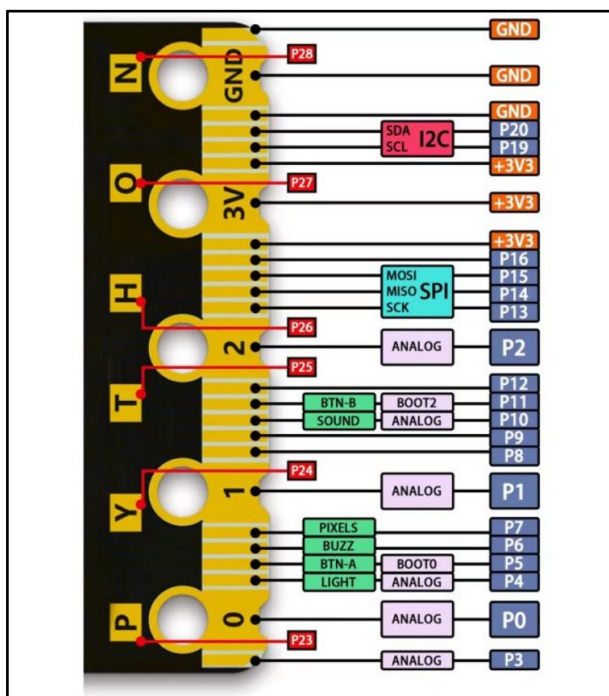 GND
N P28
GND GND
GND
SDA I2C P20
SCL P19
+3V3
O P27
3V +3V3
+3V3
P16
MOSI P15
MISO SPI P14
SCK P13
H P26
2 ANALOG P2
T P25
P12
BTN-B BOOT2 P11
SOUND ANALOG P10
P9
P8
Y P24
1 ANALOG P1
PIXELS P7
BUZZ P6
BTN-A BOOT0 P5
LIGHT ANALOG P4
P 0 ANALOG P0
P23
ANALOG P3